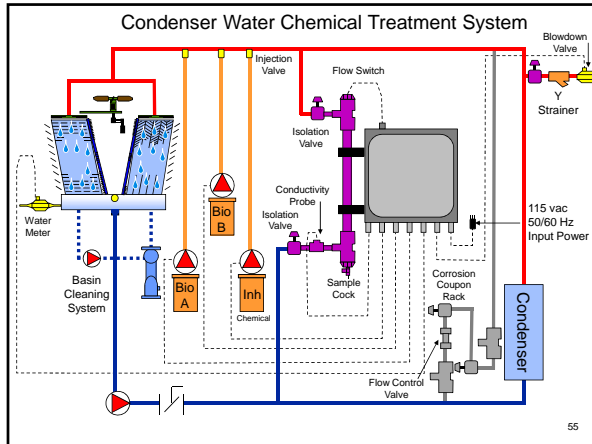 Condenser Water Chemical Treatment System
Blowdown
Valve
Injection
Valve
Flow Switch
Y
Strainer
Isolation
Valve
Conductivity
Probe
Isolation
Valve
Water
Meter
Bio
B
115 vac
50/60 Hz
Input Power
Basin
Cleaning
System
Bio
A
Inh
Chemical
Sample
Cock
Corrosion
Coupon
Rack
Condenser
Flow Control
Valve
55